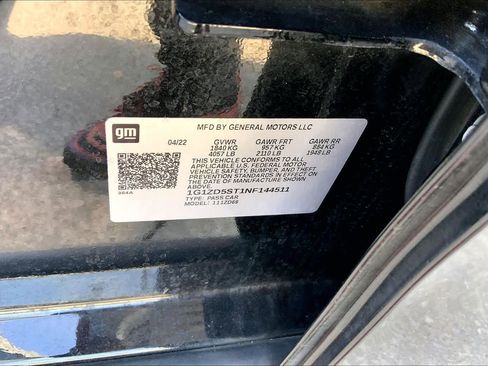 gm
MFD BY GENERAL MOTORS LLC
04/22 GVWR GAWR FRT GAWR RR
1840 KG 957 KG 884 KG
4057 LB 2110 LB 1948 LB
THIS VEHICLE CONFORMS TO ALL
APPLICABLE U.S. FEDERAL MOTOR
VEHICLE SAFETY, BUMPER, AND THEFT
PREVENTION STANDARDS IN EFFECT ON
THE DATE OF MANUFACTURE SHOWN
ABOVE.
1G1ZD5ST1NF144511
TYPE: PASS CAR
MODEL: 111ZD69